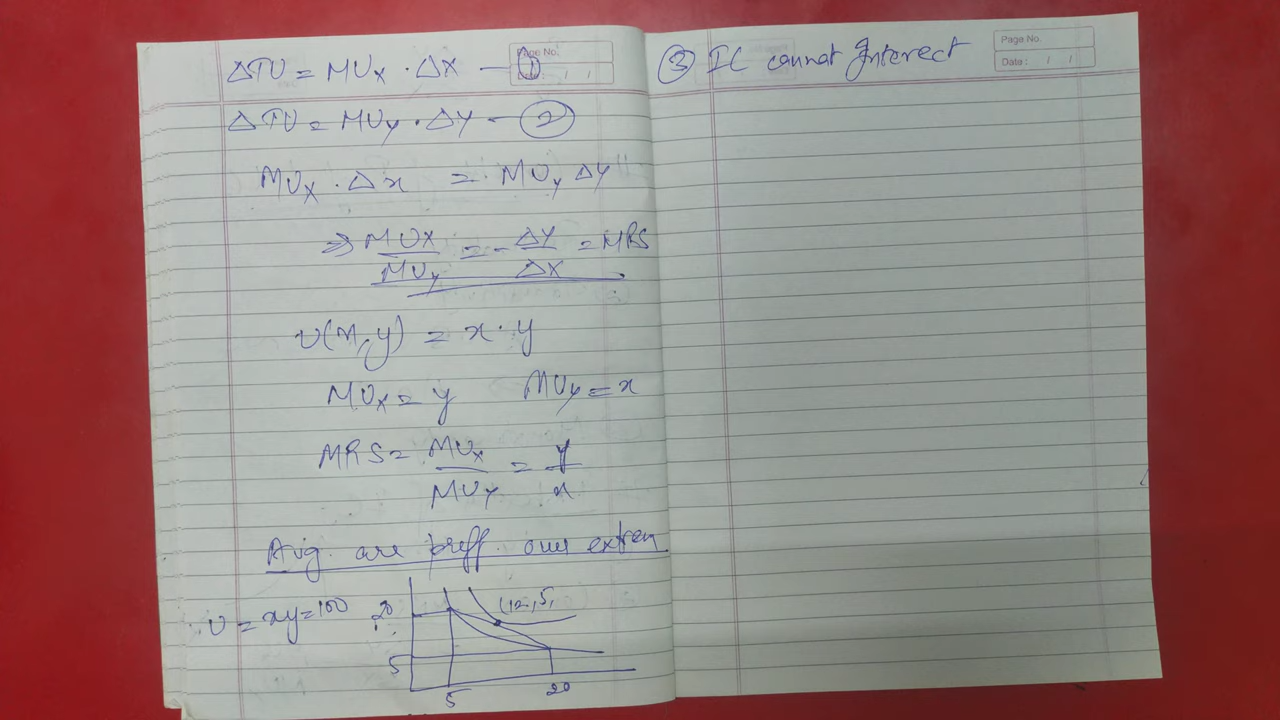 Page No.
ΔTU = MUx · Δx — ①
/ /
ΔTU = MUy · ΔY — ②
MUx · Δx = MUy ΔY
⇒ MUx/MUy = - ΔY/ΔX = MRS
U(x,y) = x · y
MUx = y MUy = x
MRS = MUx/MUy = y/x
Avg. are preff. over extrem
U = xy = 100
20
(12,5,
5
5 20
Page No.
Date : / /
③ IC cannot Interect